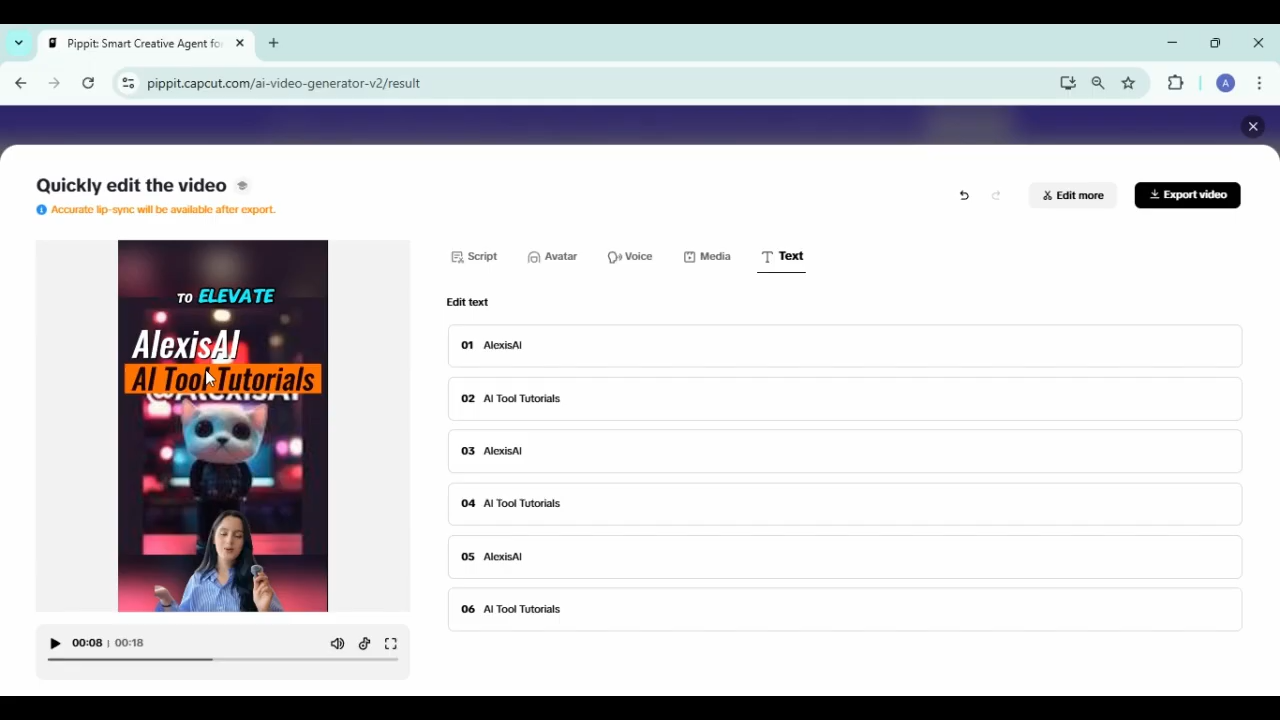 Pippit: Smart Creative Agent fo
pippit.capcut.com/ai-video-generator-v2/result
A
Quickly edit the video
Accurate lip-sync will be available after export.
Edit more
Export video
Script
Avatar
Voice
Media
Text
TO ELEVATE
AlexisAI
AI Tool Tutorials
@AlexisAI
Edit text
01 AlexisAI
02 AI Tool Tutorials
03 AlexisAI
04 AI Tool Tutorials
05 AlexisAI
06 AI Tool Tutorials
00:08 | 00:18